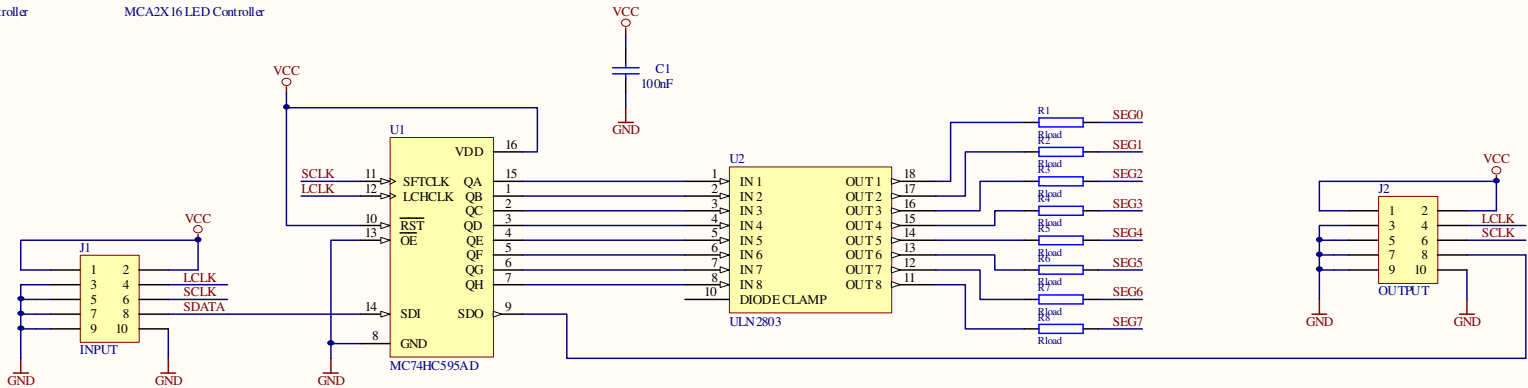 roller
MCA2X16 LED Controller
VCC
C1
100nF
GND
VCC
U1
VDD 16
SCLK 11 SFTCLK QA 15
LCLK 12 LCHCLK QB 1
QC 2
10 RST QD 3
13 OE QE 4
QF 5
QG 6
QH 7
14 SDI SDO 9
8 GND
MC74HC595AD
GND
VCC
J1
1 2
3 4 LCLK
5 6 SCLK
7 8 SDATA
9 10
INPUT
GND
GND
U2
1 IN 1 OUT 1 18
2 IN 2 OUT 2 17
3 IN 3 OUT 3 16
4 IN 4 OUT 4 15
5 IN 5 OUT 5 14
6 IN 6 OUT 6 13
7 IN 7 OUT 7 12
8 IN 8 OUT 8 11
10 DIODE CLAMP
ULN2803
R1 SEG0
Rload
R2 SEG1
Rload
R3 SEG2
Rload
R4 SEG3
Rload
R5 SEG4
Rload
R6 SEG5
Rload
R7 SEG6
Rload
R8 SEG7
Rload
VCC
J2
1 2
3 4 LCLK
5 6 SCLK
7 8
9 10
OUTPUT
GND
GND